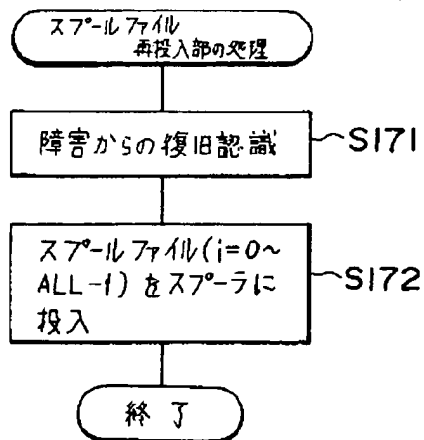 スプールファイル
再投入部の処理
障害からの復旧認識
S171
スプールファイル(i=0~
ALL-1)をスプーラに
投入
S172
終了